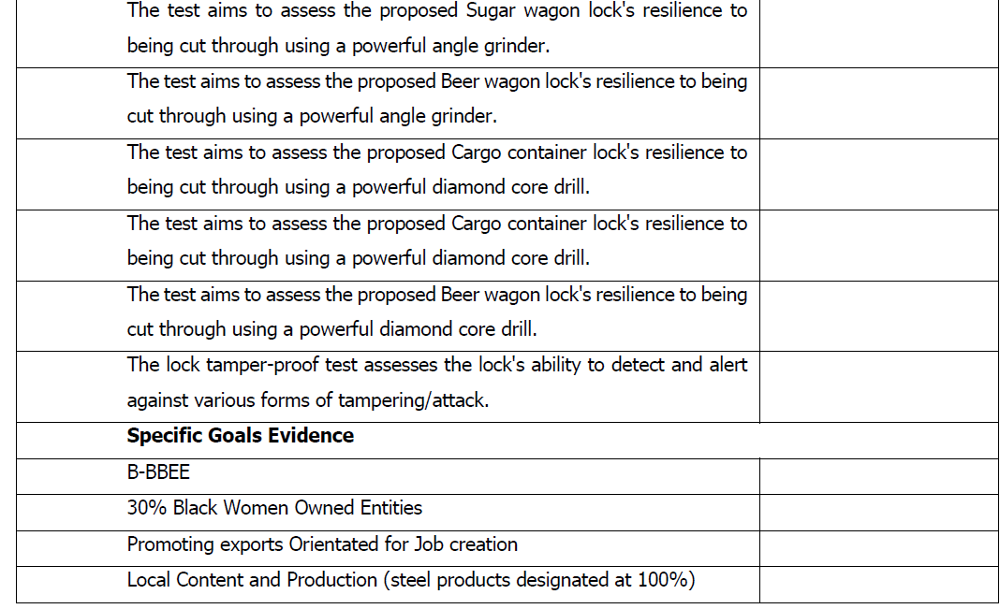 The test aims to assess the proposed Sugar wagon lock's resilience to
being cut through using a powerful angle grinder.
The test aims to assess the proposed Beer wagon lock's resilience to being
cut through using a powerful angle grinder.
The test aims to assess the proposed Cargo container lock's resilience to
being cut through using a powerful diamond core drill.
The test aims to assess the proposed Cargo container lock's resilience to
being cut through using a powerful diamond core drill.
The test aims to assess the proposed Beer wagon lock's resilience to being
cut through using a powerful diamond core drill.
The lock tamper-proof test assesses the lock's ability to detect and alert
against various forms of tampering/attack.
Specific Goals Evidence
B-BBEE
30% Black Women Owned Entities
Promoting exports Orientated for Job creation
Local Content and Production (steel products designated at 100%)